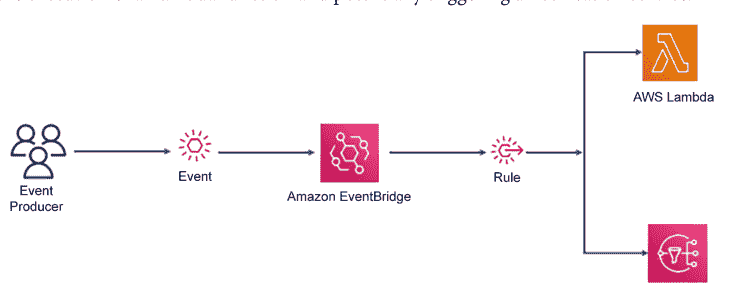 Event
Producer
Event
Amazon EventBridge
Rule
AWS Lambda